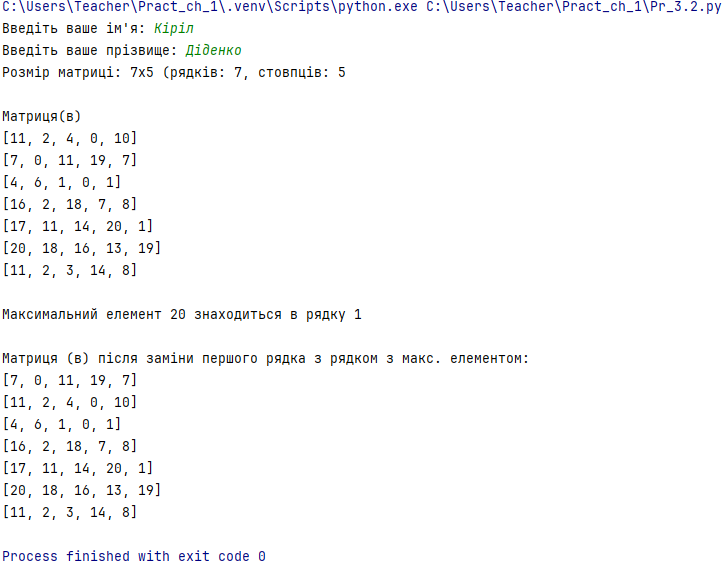 C:\Users\Teacher\Pract_ch_1\.venv\Scripts\python.exe C:\Users\Teacher\Pract_ch_1\Pr_3.2.py
Введіть ваше ім'я: Кіріл
Введіть ваше прізвище: Діденко
Розмір матриці: 7x5 (рядків: 7, стовпців: 5
Матриця(в)
[11, 2, 4, 0, 10]
[7, 0, 11, 19, 7]
[4, 6, 1, 0, 1]
[16, 2, 18, 7, 8]
[17, 11, 14, 20, 1]
[20, 18, 16, 13, 19]
[11, 2, 3, 14, 8]
Максимальний елемент 20 знаходиться в рядку 1
Матриця (в) після заміни першого рядка з рядком з макс. елементом:
[7, 0, 11, 19, 7]
[11, 2, 4, 0, 10]
[4, 6, 1, 0, 1]
[16, 2, 18, 7, 8]
[17, 11, 14, 20, 1]
[20, 18, 16, 13, 19]
[11, 2, 3, 14, 8]
Process finished with exit code 0